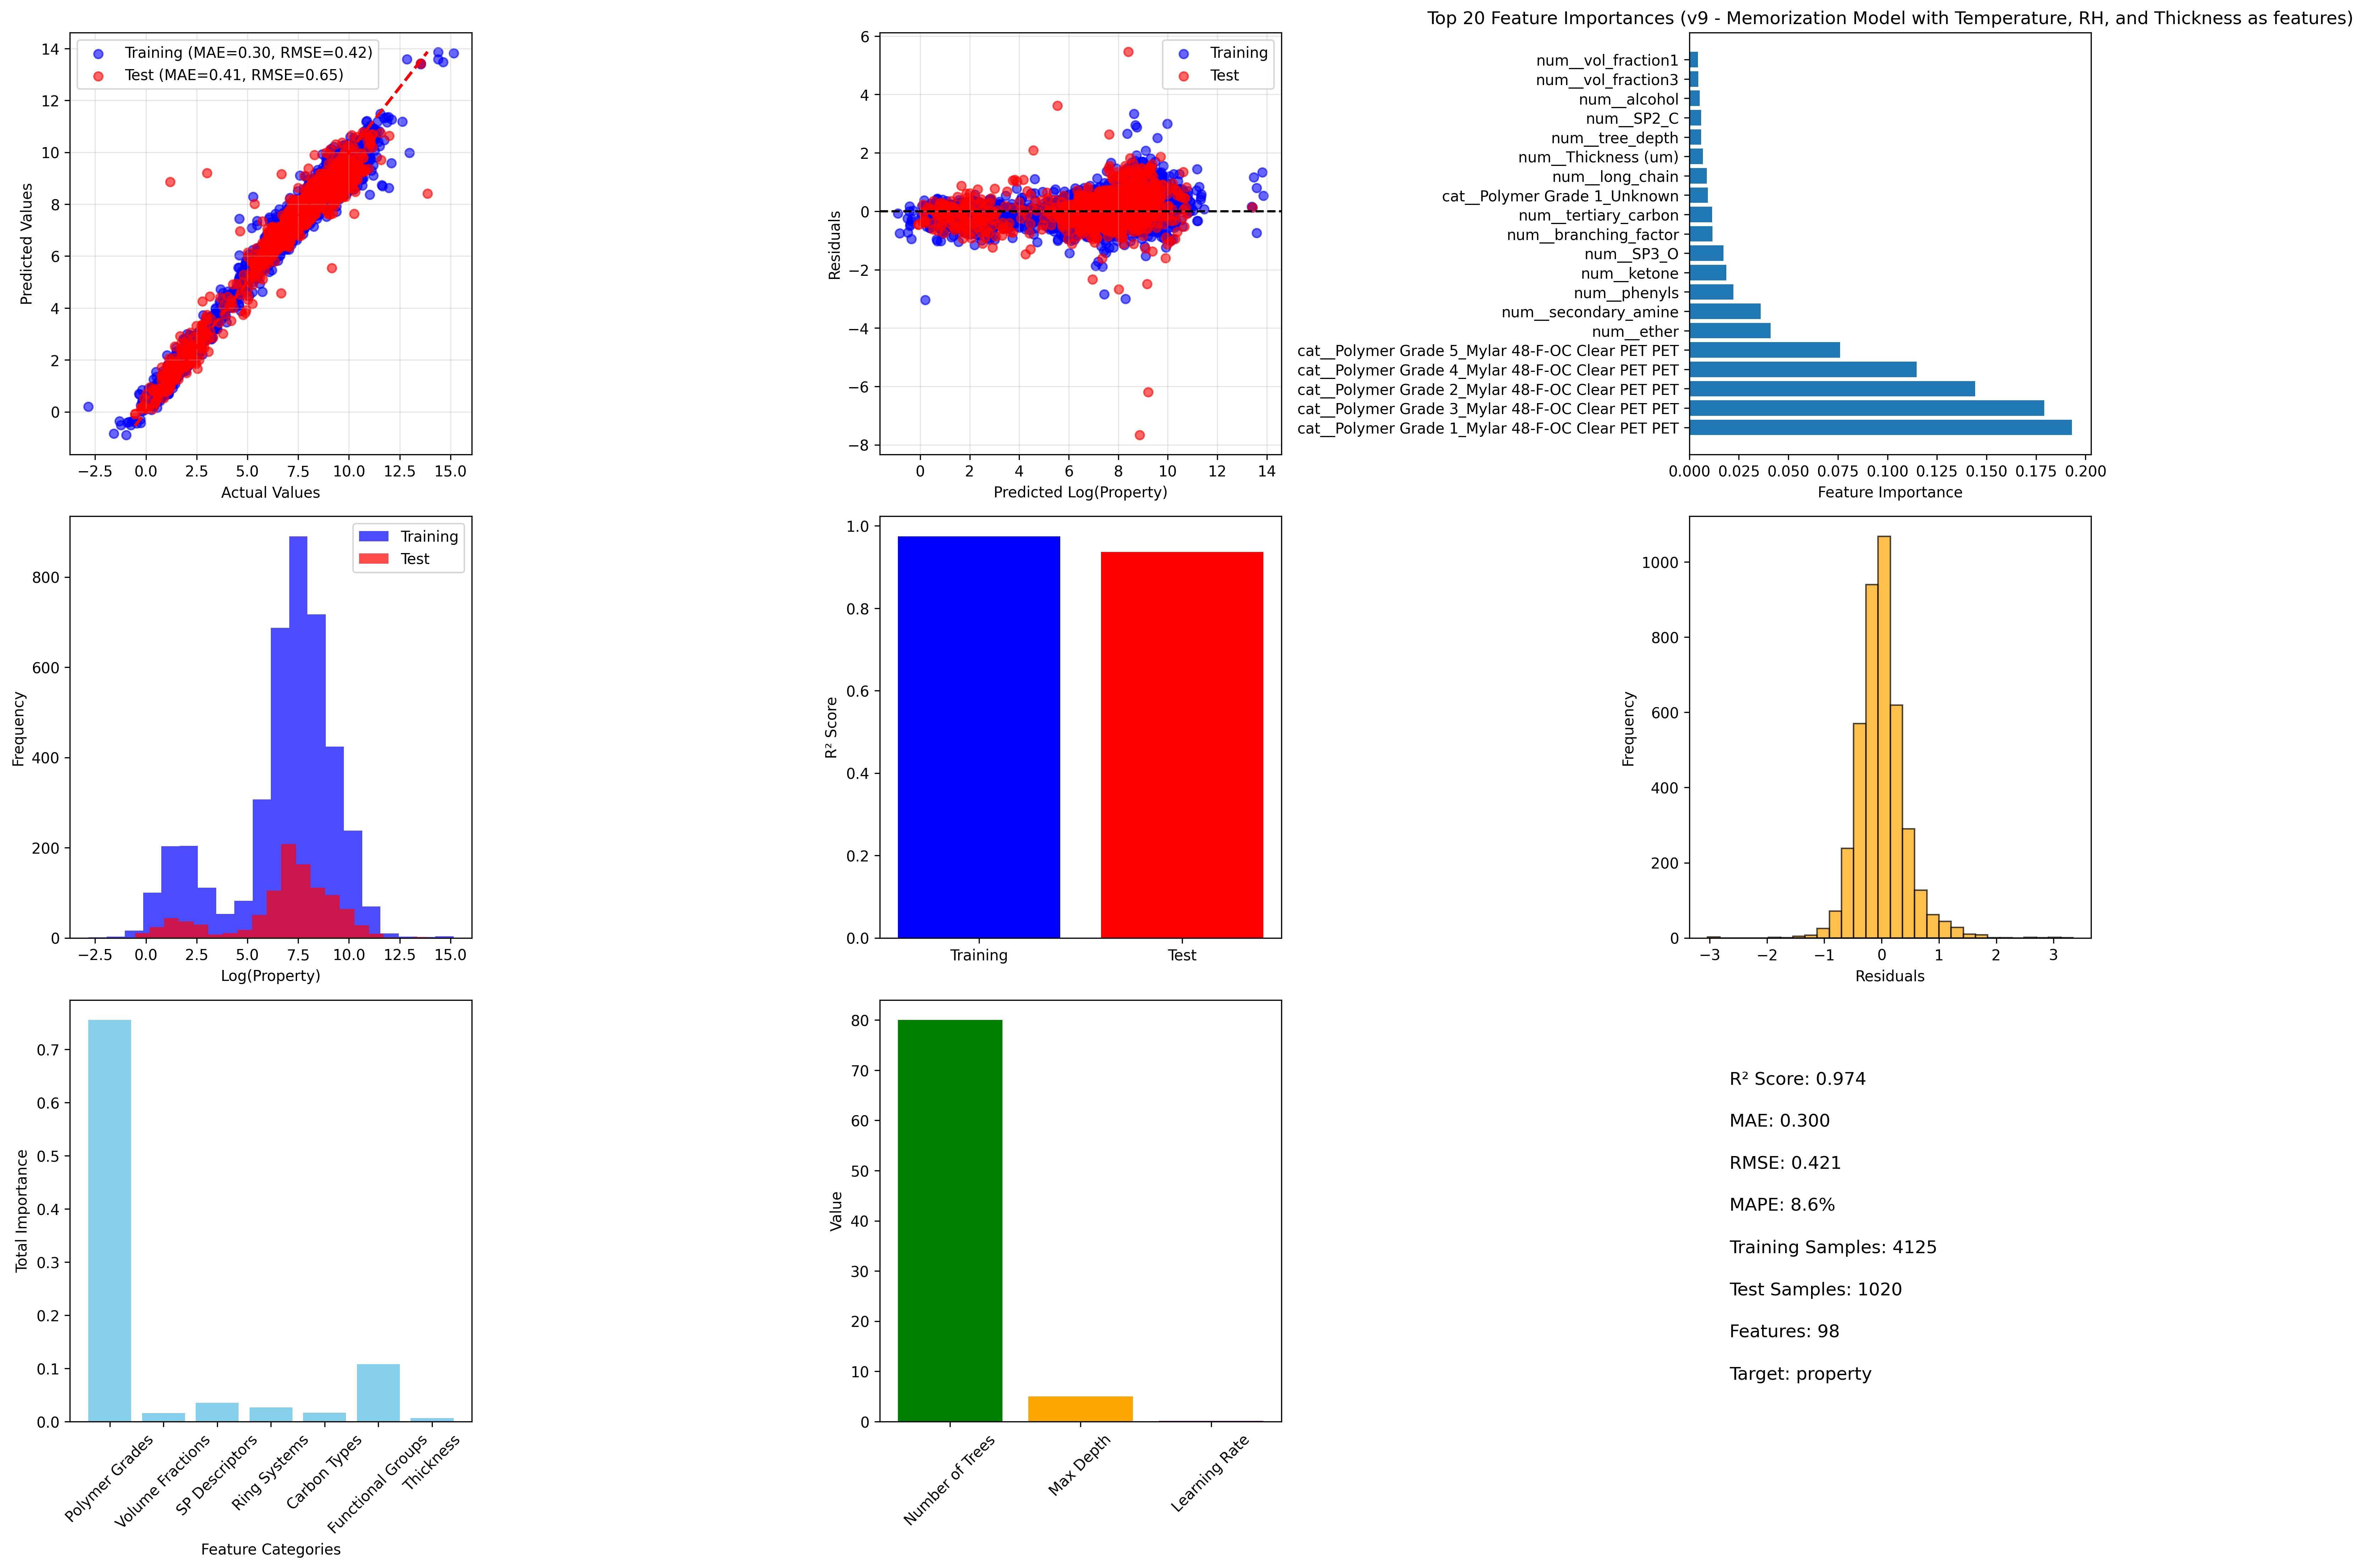 Top 20 Feature Importances (v9 - Memorization Model with Temperature, RH, and Thickness as features)
Training (MAE=0.30, RMSE=0.42)
Test (MAE=0.41, RMSE=0.65)
14
12
10
8
6
4
2
0
Predicted Values
−2.5 0.0 2.5 5.0 7.5 10.0 12.5 15.0
Actual Values
Training
Test
6
4
2
0
−2
−4
−6
−8
Residuals
0 2 4 6 8 10 12 14
Predicted Log(Property)
num__vol_fraction1
num__vol_fraction3
num__alcohol
num__SP2_C
num__tree_depth
num__Thickness (um)
num__long_chain
cat__Polymer Grade 1_Unknown
num__tertiary_carbon
num__branching_factor
num__SP3_O
num__ketone
num__phenyls
num__secondary_amine
num__ether
cat__Polymer Grade 5_Mylar 48-F-OC Clear PET PET
cat__Polymer Grade 4_Mylar 48-F-OC Clear PET PET
cat__Polymer Grade 2_Mylar 48-F-OC Clear PET PET
cat__Polymer Grade 3_Mylar 48-F-OC Clear PET PET
cat__Polymer Grade 1_Mylar 48-F-OC Clear PET PET
0.000 0.025 0.050 0.075 0.100 0.125 0.150 0.175 0.200
Feature Importance
Training
Test
800
600
400
200
0
Frequency
−2.5 0.0 2.5 5.0 7.5 10.0 12.5 15.0
Log(Property)
1.0
0.8
0.6
0.4
0.2
0.0
R² Score
Training Test
1000
800
600
400
200
0
Frequency
−3 −2 −1 0 1 2 3
Residuals
0.7
0.6
0.5
0.4
0.3
0.2
0.1
0.0
Total Importance
Polymer Grades
Volume Fractions
SP Descriptors
Ring Systems
Carbon Types
Functional Groups
Thickness
Feature Categories
80
70
60
50
40
30
20
10
0
Value
Number of Trees
Max Depth
Learning Rate
R² Score: 0.974
MAE: 0.300
RMSE: 0.421
MAPE: 8.6%
Training Samples: 4125
Test Samples: 1020
Features: 98
Target: property